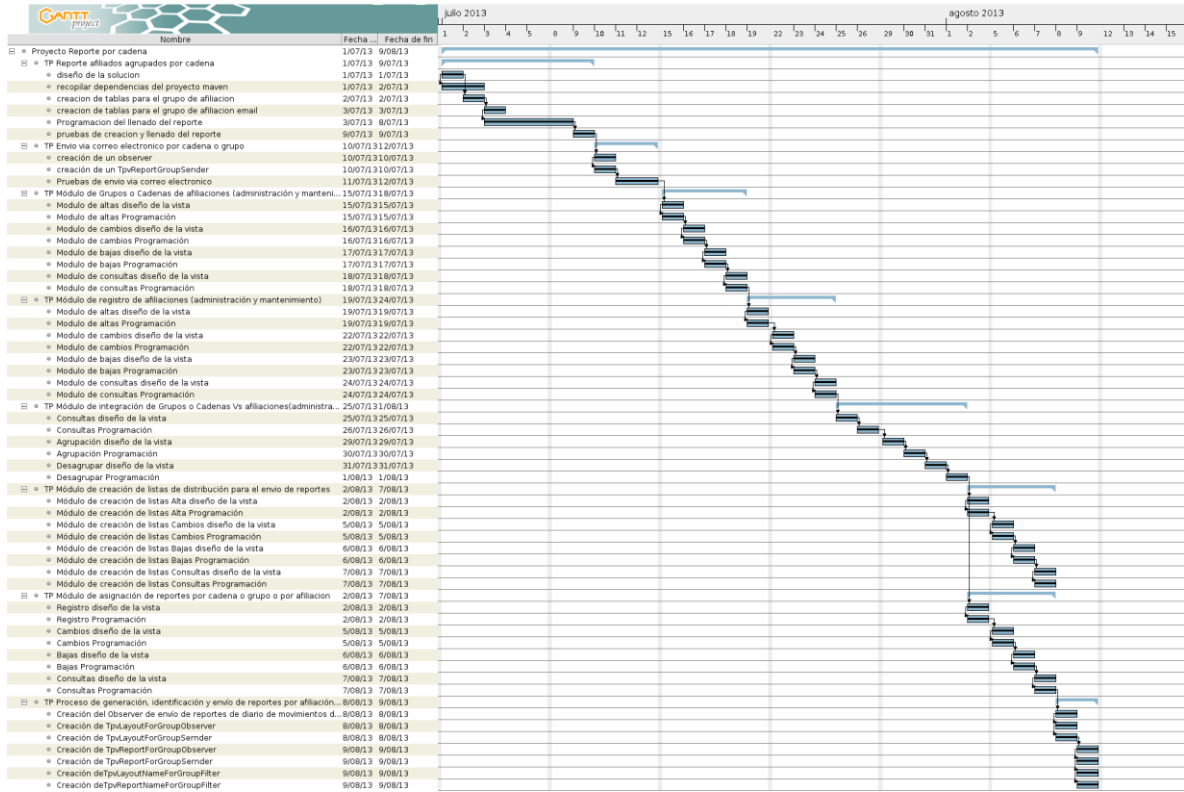 GANTT project
julio 2013 agosto 2013
Nombre Fecha ... Fecha de fin 1 2 3 4 5 8 9 10 11 12 15 16 17 18 19 22 23 24 25 26 29 30 31 1 2 5 6 7 8 9 12 13 14 15
Proyecto Reporte por cadena 1/07/13 9/08/13
TP Reporte afiliados agrupados por cadena 1/07/13 9/07/13
diseño de la solucion 1/07/13 1/07/13
recopilar dependencias del proyecto maven 1/07/13 2/07/13
creacion de tablas para el grupo de afiliacion 2/07/13 2/07/13
creacion de tablas para el grupo de afiliacion email 3/07/13 3/07/13
Programacion del llenado del reporte 3/07/13 8/07/13
pruebas de creacion y llenado del reporte 9/07/13 9/07/13
TP Envio via correo electronico por cadena o grupo 10/07/13 12/07/13
creación de un observer 10/07/13 10/07/13
creación de un TpvReportGroupSender 10/07/13 10/07/13
Pruebas de envio via correo electronico 11/07/13 12/07/13
TP Módulo de Grupos o Cadenas de afiliaciones (administración y manteni... 15/07/13 18/07/13
Modulo de altas diseño de la vista 15/07/13 15/07/13
Modulo de altas Programación 15/07/13 15/07/13
Modulo de cambios diseño de la vista 16/07/13 16/07/13
Modulo de cambios Programación 16/07/13 16/07/13
Modulo de bajas diseño de la vista 17/07/13 17/07/13
Modulo de bajas Programación 17/07/13 17/07/13
Modulo de consultas diseño de la vista 18/07/13 18/07/13
Modulo de consultas Programación 18/07/13 18/07/13
TP Módulo de registro de afiliaciones (administración y mantenimiento) 19/07/13 24/07/13
Modulo de altas diseño de la vista 19/07/13 19/07/13
Modulo de altas Programación 19/07/13 19/07/13
Modulo de cambios diseño de la vista 22/07/13 22/07/13
Modulo de cambios Programación 22/07/13 22/07/13
Modulo de bajas diseño de la vista 23/07/13 23/07/13
Modulo de bajas Programación 23/07/13 23/07/13
Modulo de consultas diseño de la vista 24/07/13 24/07/13
Modulo de consultas Programación 24/07/13 24/07/13
TP Módulo de integración de Grupos o Cadenas Vs afiliaciones(administra... 25/07/13 1/08/13
Consultas diseño de la vista 25/07/13 25/07/13
Consultas Programación 26/07/13 26/07/13
Agrupación diseño de la vista 29/07/13 29/07/13
Agrupación Programación 30/07/13 30/07/13
Desagrupar diseño de la vista 31/07/13 31/07/13
Desagrupar Programación 1/08/13 1/08/13
TP Módulo de creación de listas de distribución para el envio de reportes 2/08/13 7/08/13
Módulo de creación de listas Alta diseño de la vista 2/08/13 2/08/13
Módulo de creación de listas Alta Programación 2/08/13 2/08/13
Módulo de creación de listas Cambios diseño de la vista 5/08/13 5/08/13
Módulo de creación de listas Cambios Programación 5/08/13 5/08/13
Módulo de creación de listas Bajas diseño de la vista 6/08/13 6/08/13
Módulo de creación de listas Bajas Programación 6/08/13 6/08/13
Módulo de creación de listas Consultas diseño de la vista 7/08/13 7/08/13
Módulo de creación de listas Consultas Programación 7/08/13 7/08/13
TP Módulo de asignación de reportes por cadena o grupo o por afiliacion 2/08/13 7/08/13
Registro diseño de la vista 2/08/13 2/08/13
Registro Programación 2/08/13 2/08/13
Cambios diseño de la vista 5/08/13 5/08/13
Cambios Programación 5/08/13 5/08/13
Bajas diseño de la vista 6/08/13 6/08/13
Bajas Programación 6/08/13 6/08/13
Consultas diseño de la vista 7/08/13 7/08/13
Consultas Programación 7/08/13 7/08/13
TP Proceso de generación, identificación y envío de reportes por afiliación... 8/08/13 9/08/13
Creación del Observer de envío de reportes de diario de movimientos d... 8/08/13 8/08/13
Creación de TpvLayoutForGroupObserver 8/08/13 8/08/13
Creación de TpvLayoutForGroupSernder 8/08/13 8/08/13
Creación de TpvReportForGroupObserver 9/08/13 9/08/13
Creación de TpvReportForGroupSernder 9/08/13 9/08/13
Creación deTpvLayoutNameForGroupFilter 9/08/13 9/08/13
Creación deTpvReportNameForGroupFilter 9/08/13 9/08/13